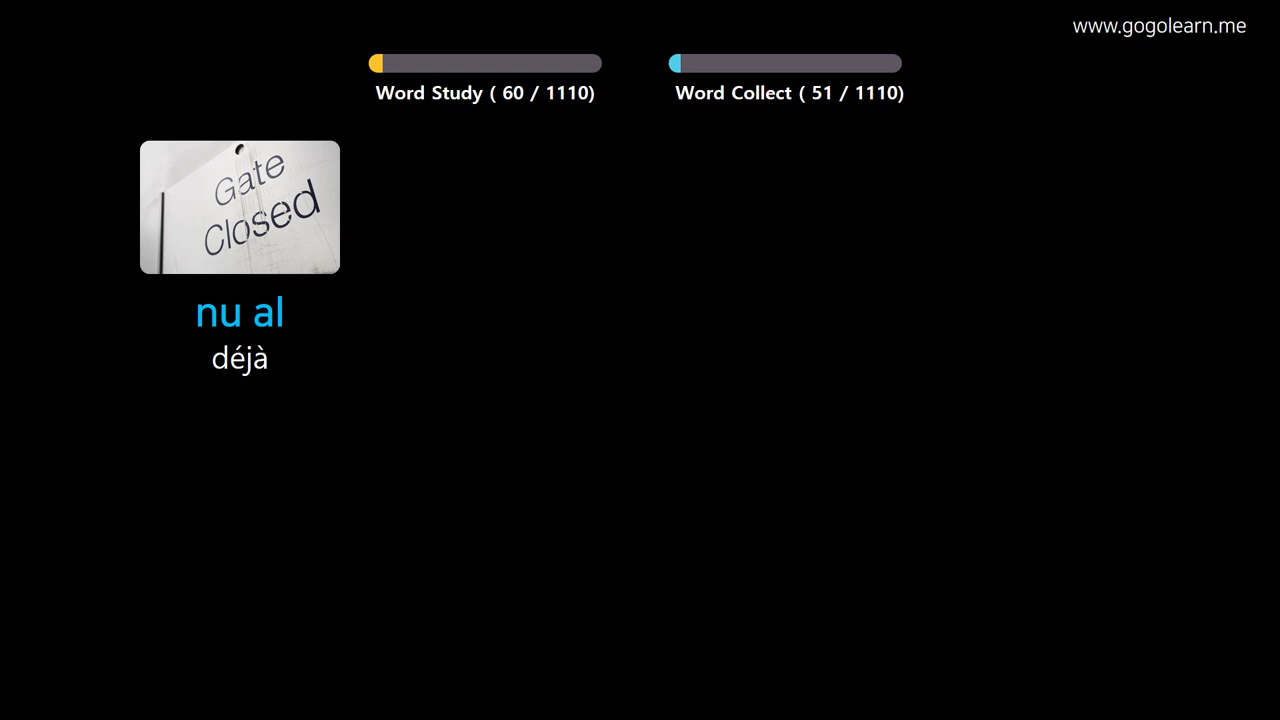 www.gogolearn.me
Word Study ( 60 / 1110)
Word Collect ( 51 / 1110)
Gate
Closed
nu al
déjà